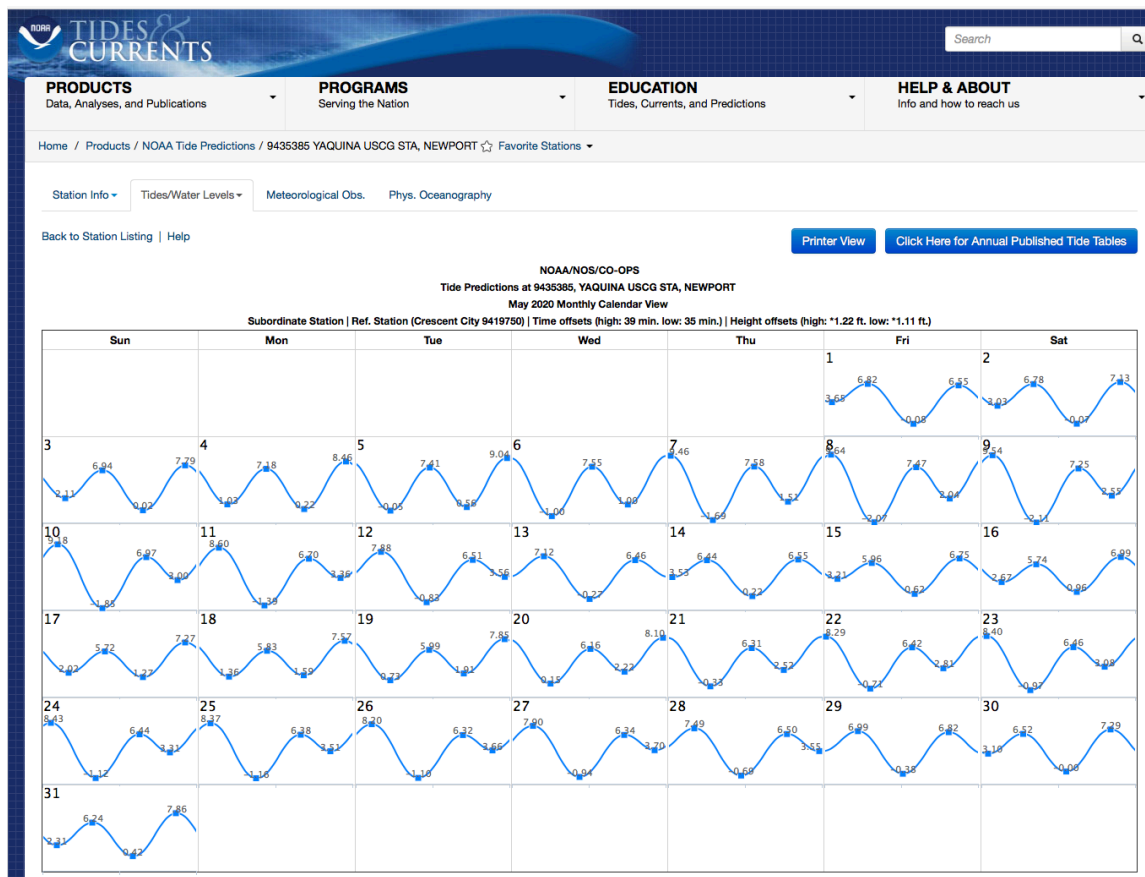 NOAA
TIDES &
CURRENTS
Search
PRODUCTS
Data, Analyses, and Publications
PROGRAMS
Serving the Nation
EDUCATION
Tides, Currents, and Predictions
HELP & ABOUT
Info and how to reach us
Home / Products / NOAA Tide Predictions / 9435385 YAQUINA USCG STA, NEWPORT ☆ Favorite Stations
Station Info Tides/Water Levels Meteorological Obs. Phys. Oceanography
Back to Station Listing | Help
Printer View
Click Here for Annual Published Tide Tables
NOAA/NOS/CO-OPS
Tide Predictions at 9435385, YAQUINA USCG STA, NEWPORT
May 2020 Monthly Calendar View
Subordinate Station | Ref. Station (Crescent City 9419750) | Time offsets (high: 39 min. low: 35 min.) | Height offsets (high: *1.22 ft. low: *1.11 ft.)
Sun Mon Tue Wed Thu Fri Sat
1
3.65 6.82 -0.08 6.55
2
3.03 6.78 -0.07 7.13
3
2.11 6.94 0.02 7.79
4
1.03 7.18 0.22 8.46
5
-0.05 7.41 0.56 9.04
6
-1.00 7.55 1.00
7
9.46 -1.69 7.58 1.51
8
9.64 -2.07 7.47 2.04
9
9.54 -2.11 7.25 2.55
10
9.18 -1.85 6.97 3.00
11
8.60 -1.39 6.70 3.36
12
7.88 -0.83 6.51 3.56
13
7.12 -0.27 6.46
14
3.53 6.44 0.22 6.55
15
3.21 5.96 0.62 6.75
16
2.67 5.74 0.96 6.99
17
2.02 5.72 1.27 7.27
18
1.36 5.83 1.59 7.57
19
0.73 5.99 1.91 7.85
20
0.15 6.16 2.22 8.10
21
-0.33 6.31 2.52
22
8.29 -0.71 6.42 2.81
23
8.40 -0.97 6.46 3.08
24
8.43 -1.12 6.44 3.31
25
8.37 -1.16 6.38 3.51
26
8.20 -1.10 6.32 3.66
27
7.90 -0.94 6.34 3.70
28
7.49 -0.69 6.50 3.55
29
6.99 -0.38 6.82
30
3.10 6.52 -0.00 7.29
31
2.31 6.24 0.42 7.86